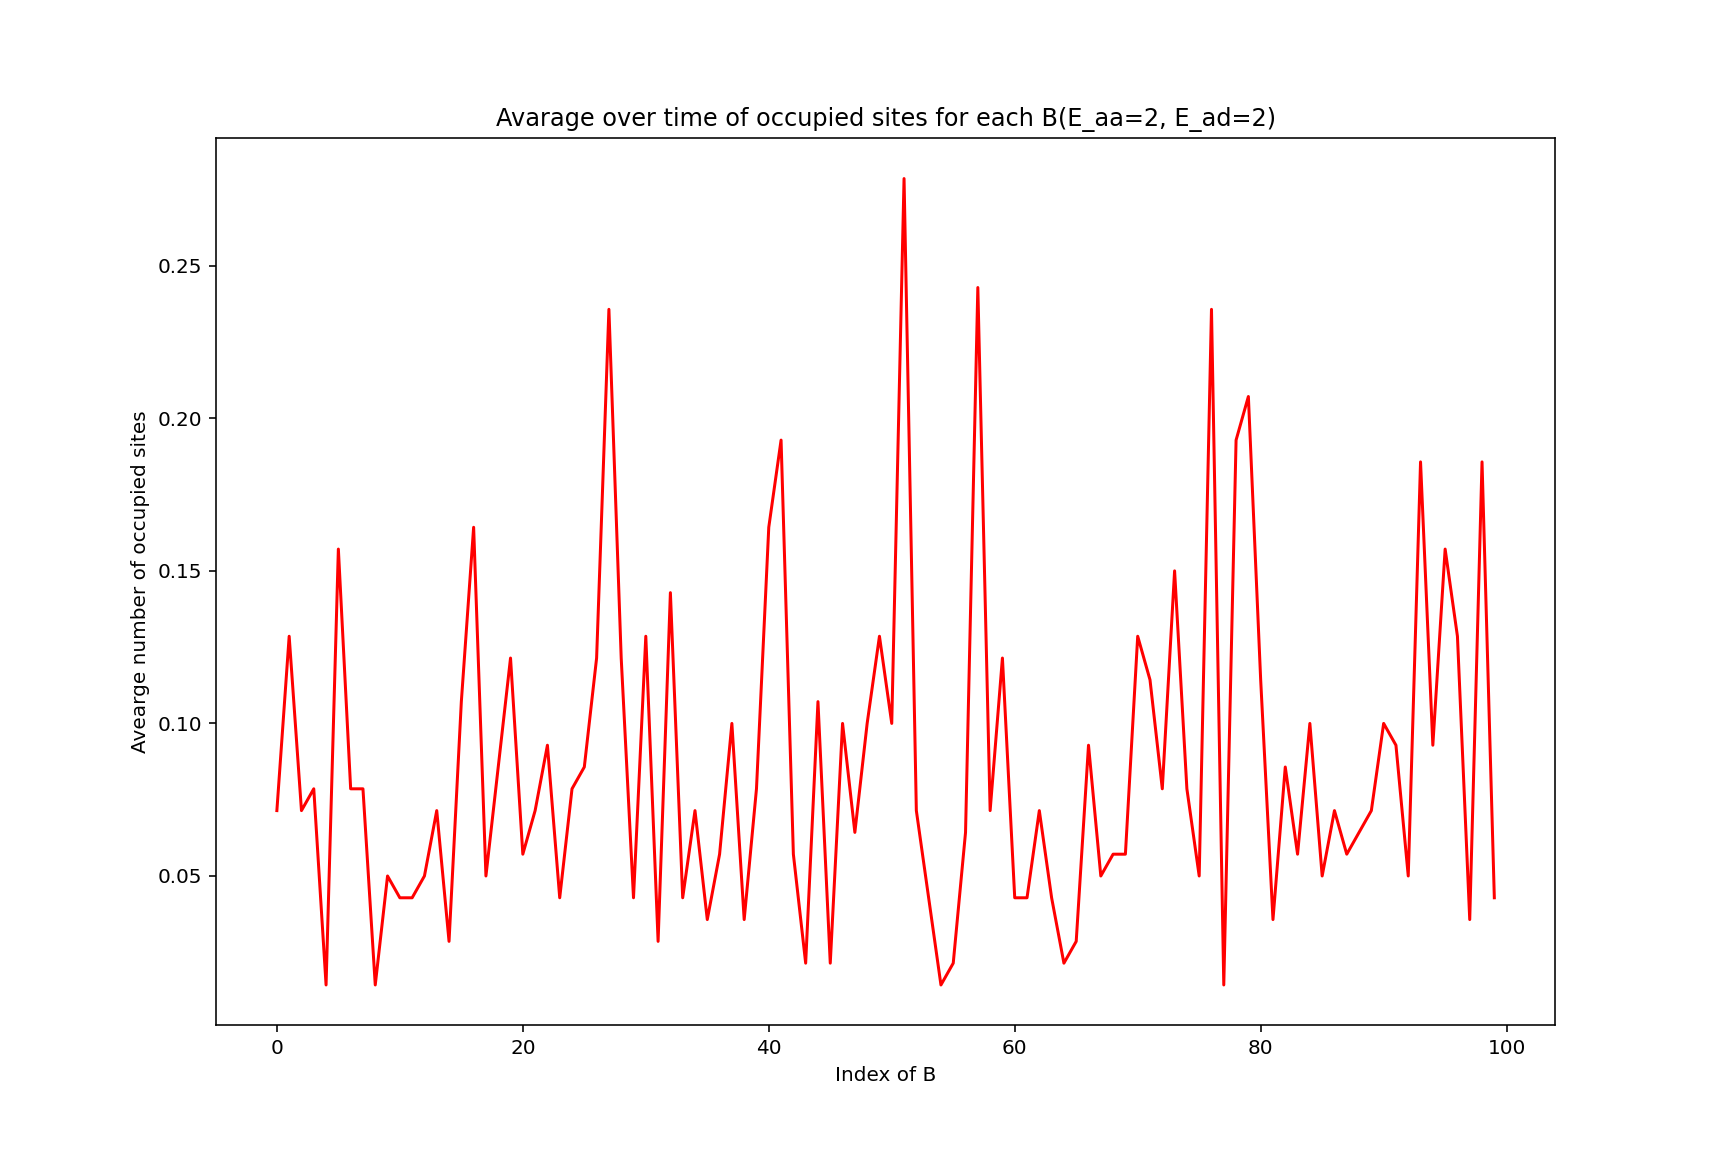 Avarage over time of occupied sites for each B(E_aa=2, E_ad=2)
Avearge number of occupied sites
0.25
0.20
0.15
0.10
0.05
0 20 40 60 80 100
Index of B